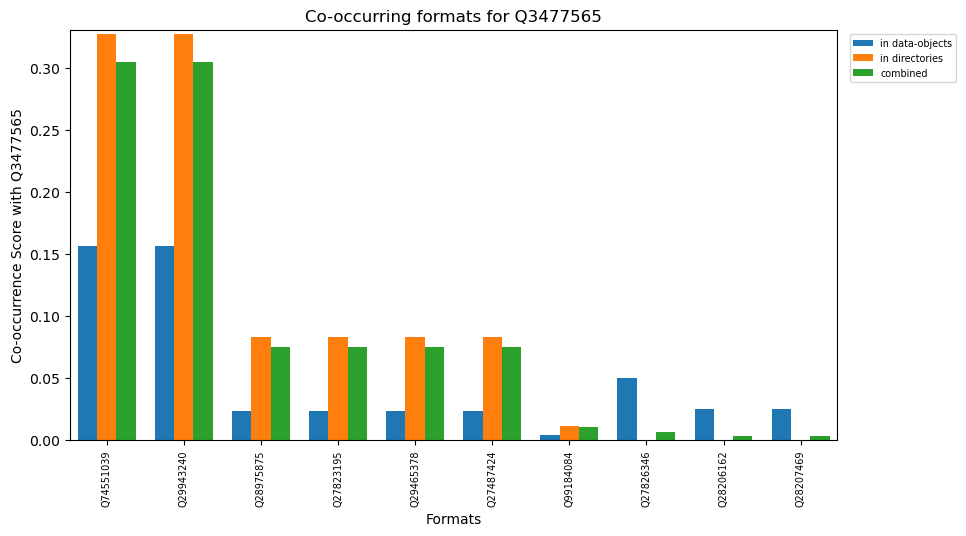 Co-occurring formats for Q3477565
in data-objects
in directories
combined
Co-occurrence Score with Q3477565
0.30
0.25
0.20
0.15
0.10
0.05
0.00
Q74551039
Q29943240
Q28975875
Q27823195
Q29465378
Q27487424
Q99184084
Q27826346
Q28206162
Q28207469
Formats